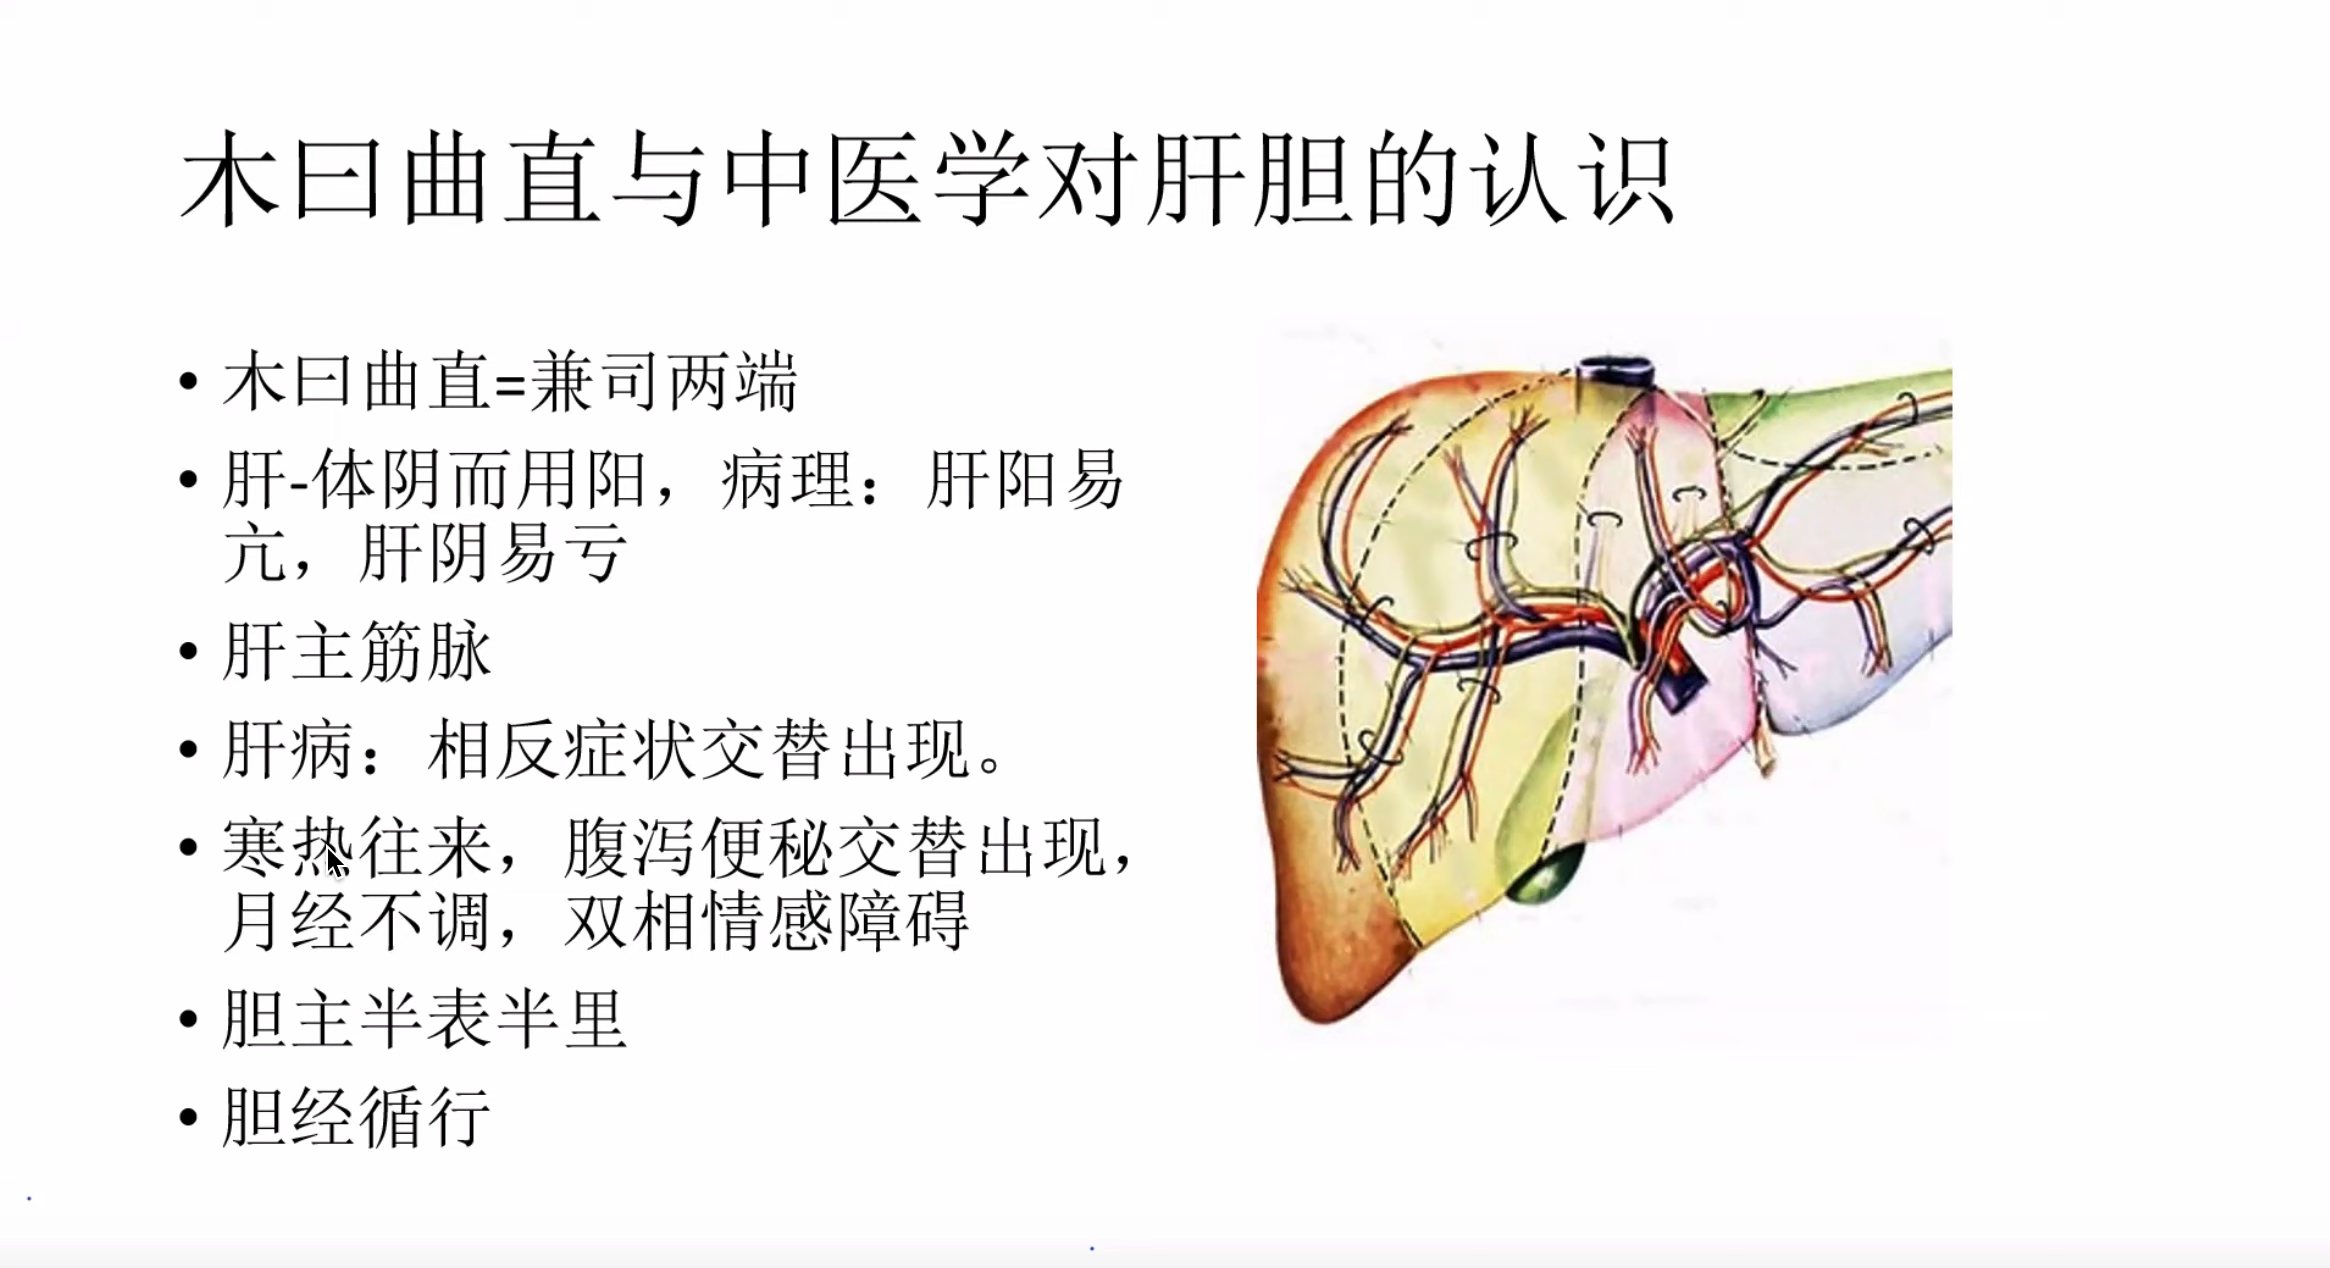 木曰曲直与中医学对肝胆的认识
• 木曰曲直=兼司两端
• 肝-体阴而用阳，病理：肝阳易
亢，肝阴易亏
• 肝主筋脉
• 肝病：相反症状交替出现。
• 寒热往来，腹泻便秘交替出现，
月经不调，双相情感障碍
• 胆主半表半里
• 胆经循行